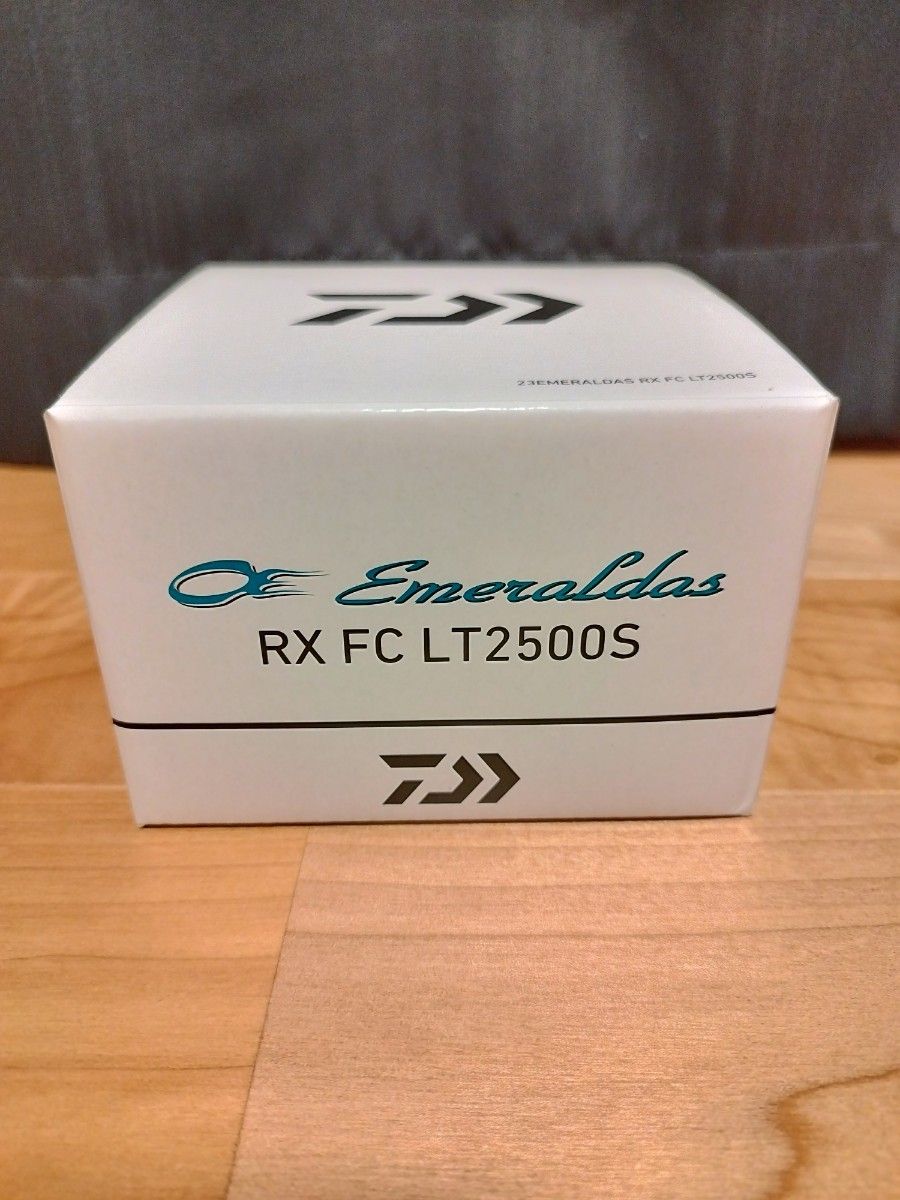 23EMERALDAS RX FC LT2500S
Emeraldas
RX FC LT2500S